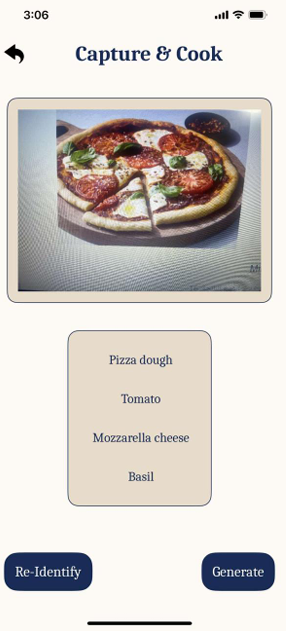 3:06
Capture & Cook
Pizza dough
Tomato
Mozzarella cheese
Basil
Re-Identify
Generate